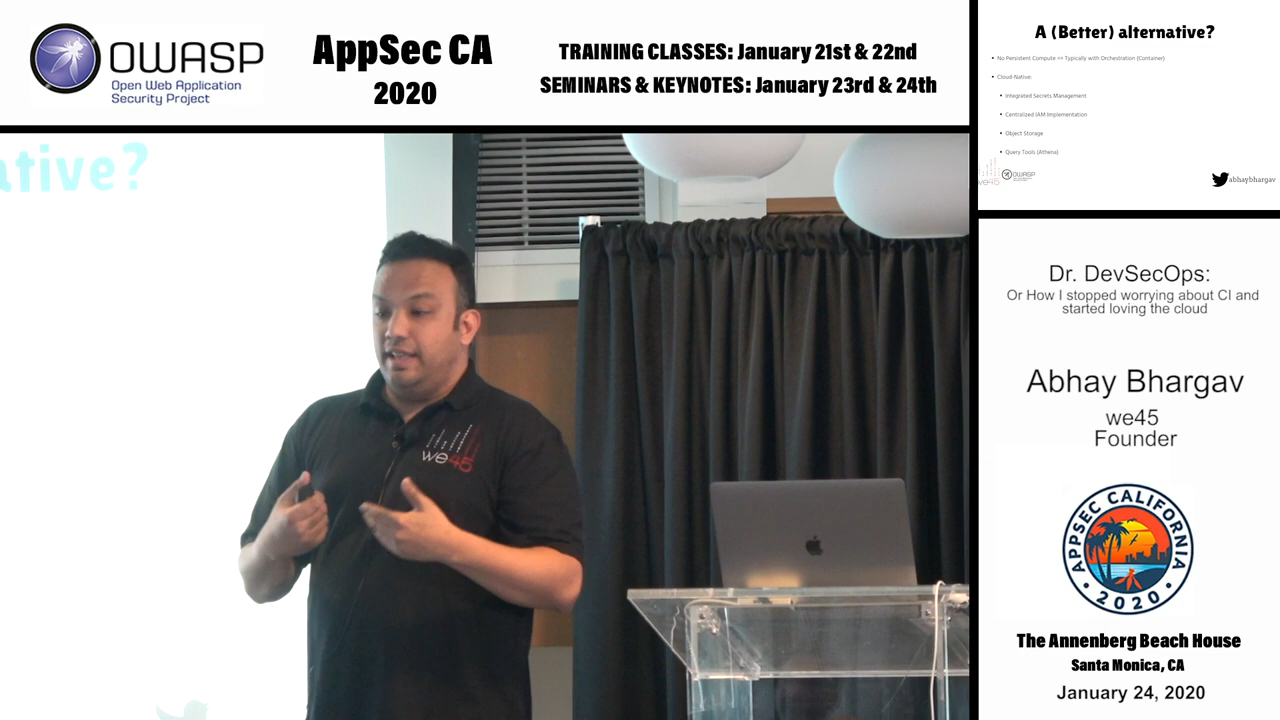 OWASP
Open Web Application
Security Project
AppSec CA
2020
TRAINING CLASSES: January 21st & 22nd
SEMINARS & KEYNOTES: January 23rd & 24th
ative?
we45
A (Better) alternative?
• No Persistent Compute == Typically with Orchestration (Container)
• Cloud-Native:
• Integrated Secrets Management
• Centralized IAM Implementation
• Object Storage
• Query Tools (Athena)
we45
OWASP
abhaybhargav
Dr. DevSecOps:
Or How I stopped worrying about CI and
started loving the cloud
Abhay Bhargav
we45
Founder
APPSEC CALIFORNIA
• 2020 •
The Annenberg Beach House
Santa Monica, CA
January 24, 2020